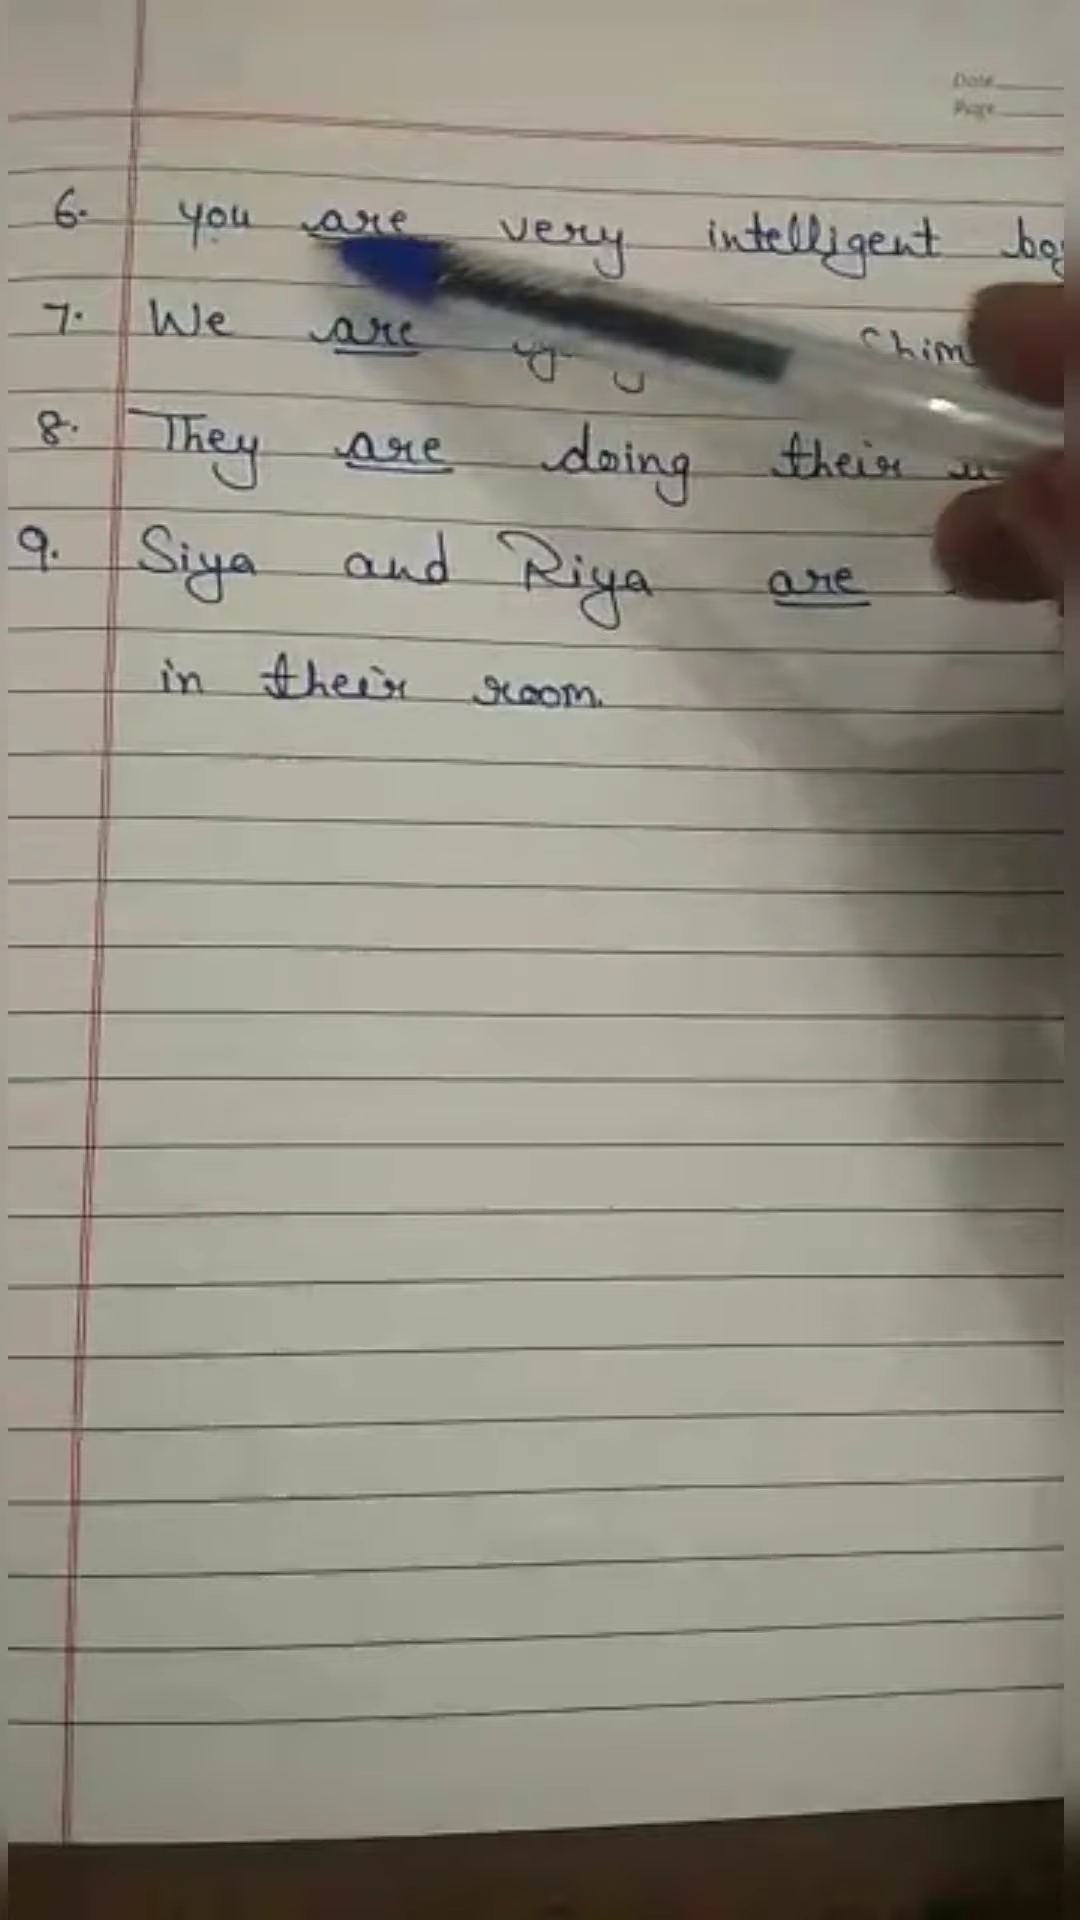 Date
Page
6. you are very intelligent
7. We are
8. They are doing their
9. Siya and Riya are
in their room.